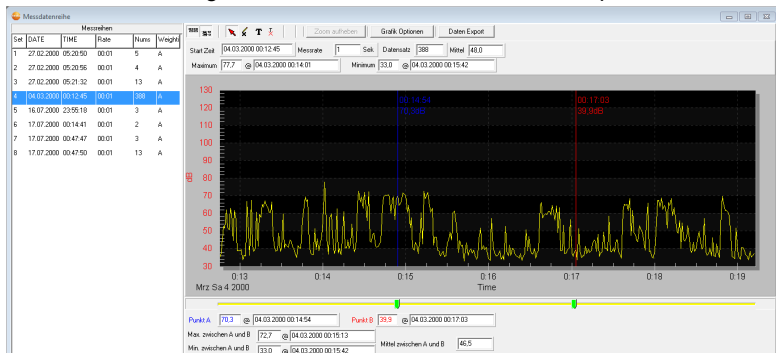 Messdatenreihe
Messreihen
Set DATE TIME Rate Nums Weighti
1 27.02.2000 05:20:50 00:01 5 A
2 27.02.2000 05:20:56 00:01 4 A
3 27.02.2000 05:21:32 00:01 13 A
4 04.03.2000 00:12:45 00:01 388 A
5 16.07.2000 23:55:18 00:01 3 A
6 17.07.2000 00:14:41 00:01 2 A
7 17.07.2000 00:47:47 00:01 3 A
8 17.07.2000 00:47:50 00:01 13 A
T Zoom aufheben Grafik Optionen Daten Export
Start Zeit 04.03.2000 00:12:45 Messrate 1 Sek Datensatz 388 Mittel 48,0
Maximum 77,7 @ 04.03.2000 00:14:01 Minimum 33,0 @ 04.03.2000 00:15:42
130
120
110
100
90
80
70
60
50
40
30
dB
00:14:54
00:17:03
39,9dB
0:13 0:14 0:15 0:16 0:17 0:18 0:19
Mrz Sa 4 2000 Time
Punkt A 70,3 @ 04.03.2000 00:14:54 Punkt B 39,9 @ 04.03.2000 00:17:03
Max. zwischen A und B 72,7 @ 04.03.2000 00:15:13
Min. zwischen A und B 33,0 @ 04.03.2000 00:15:42 Mittel zwischen A und B 46,5